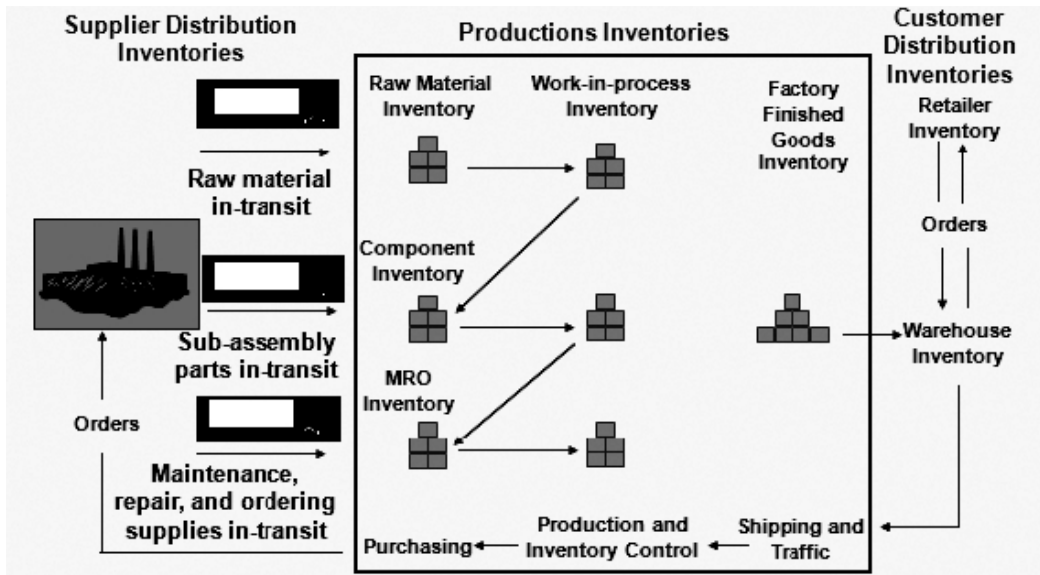 Supplier Distribution
Inventories
Productions Inventories
Customer
Distribution
Inventories
Raw Material
Inventory
Work-in-process
Inventory
Factory
Finished
Goods
Inventory
Retailer
Inventory
Raw material
in-transit
Orders
Component
Inventory
Sub-assembly
parts in-transit
Warehouse
Inventory
MRO
Inventory
Orders
Maintenance,
repair, and ordering
supplies in-transit
Purchasing
Production and
Inventory Control
Shipping and
Traffic